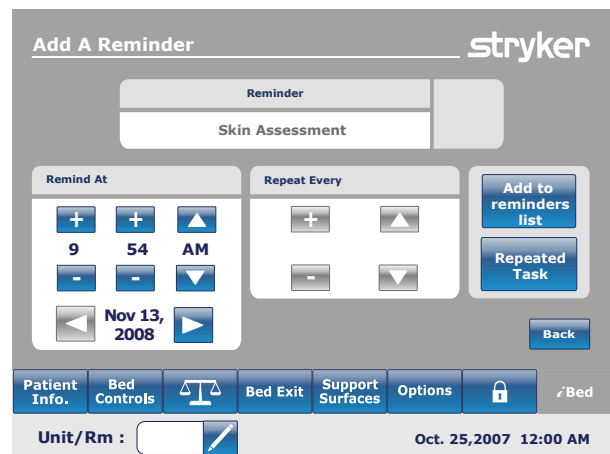 Add A Reminder
stryker
Reminder
Skin Assessment
Remind At
Repeat Every
+ + +
9 54 AM
- - -
Nov 13,
2008
Add to
reminders
list
Repeated
Task
Back
Patient
Info.
Bed
Controls
Bed Exit
Support
Surfaces
Options
iBed
Unit/Rm :
Oct. 25,2007 12:00 AM